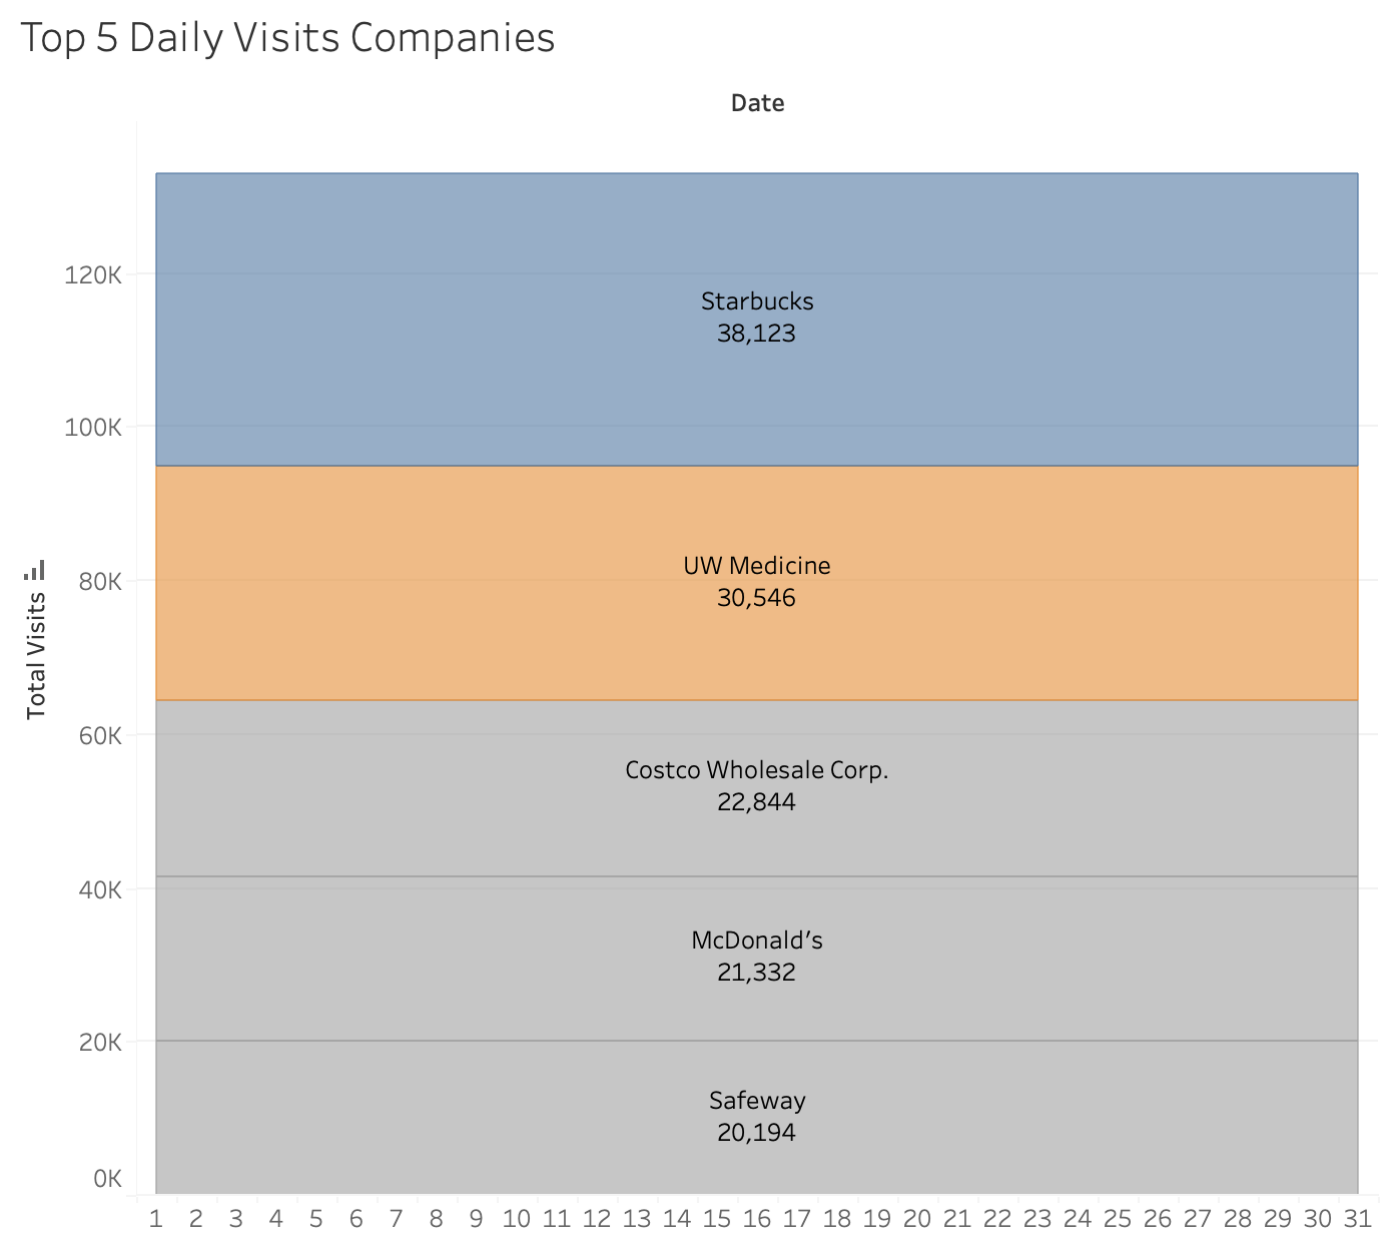 Top 5 Daily Visits Companies
Date
Total Visits
120K
100K
80K
60K
40K
20K
0K
Starbucks
38,123
UW Medicine
30,546
Costco Wholesale Corp.
22,844
McDonald’s
21,332
Safeway
20,194
1 2 3 4 5 6 7 8 9 10 11 12 13 14 15 16 17 18 19 20 21 22 23 24 25 26 27 28 29 30 31